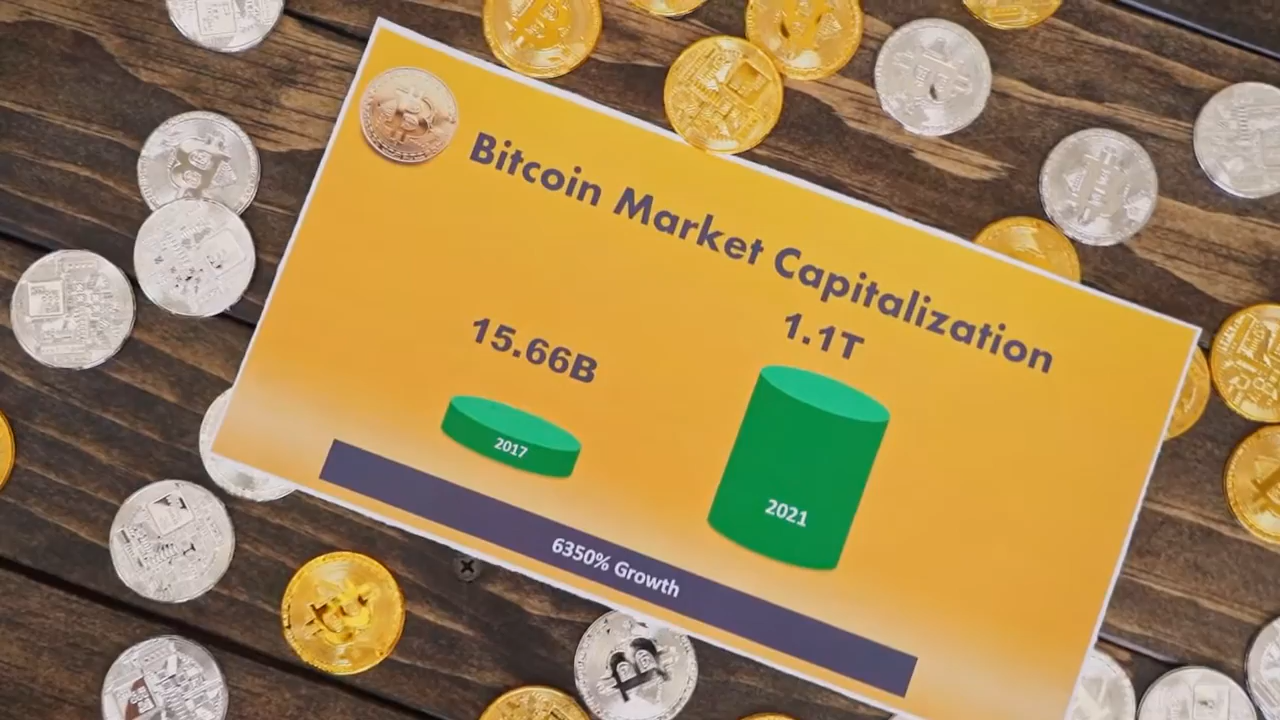 Bitcoin Market Capitalization
15.66B
1.1T
2017
2021
6350% Growth